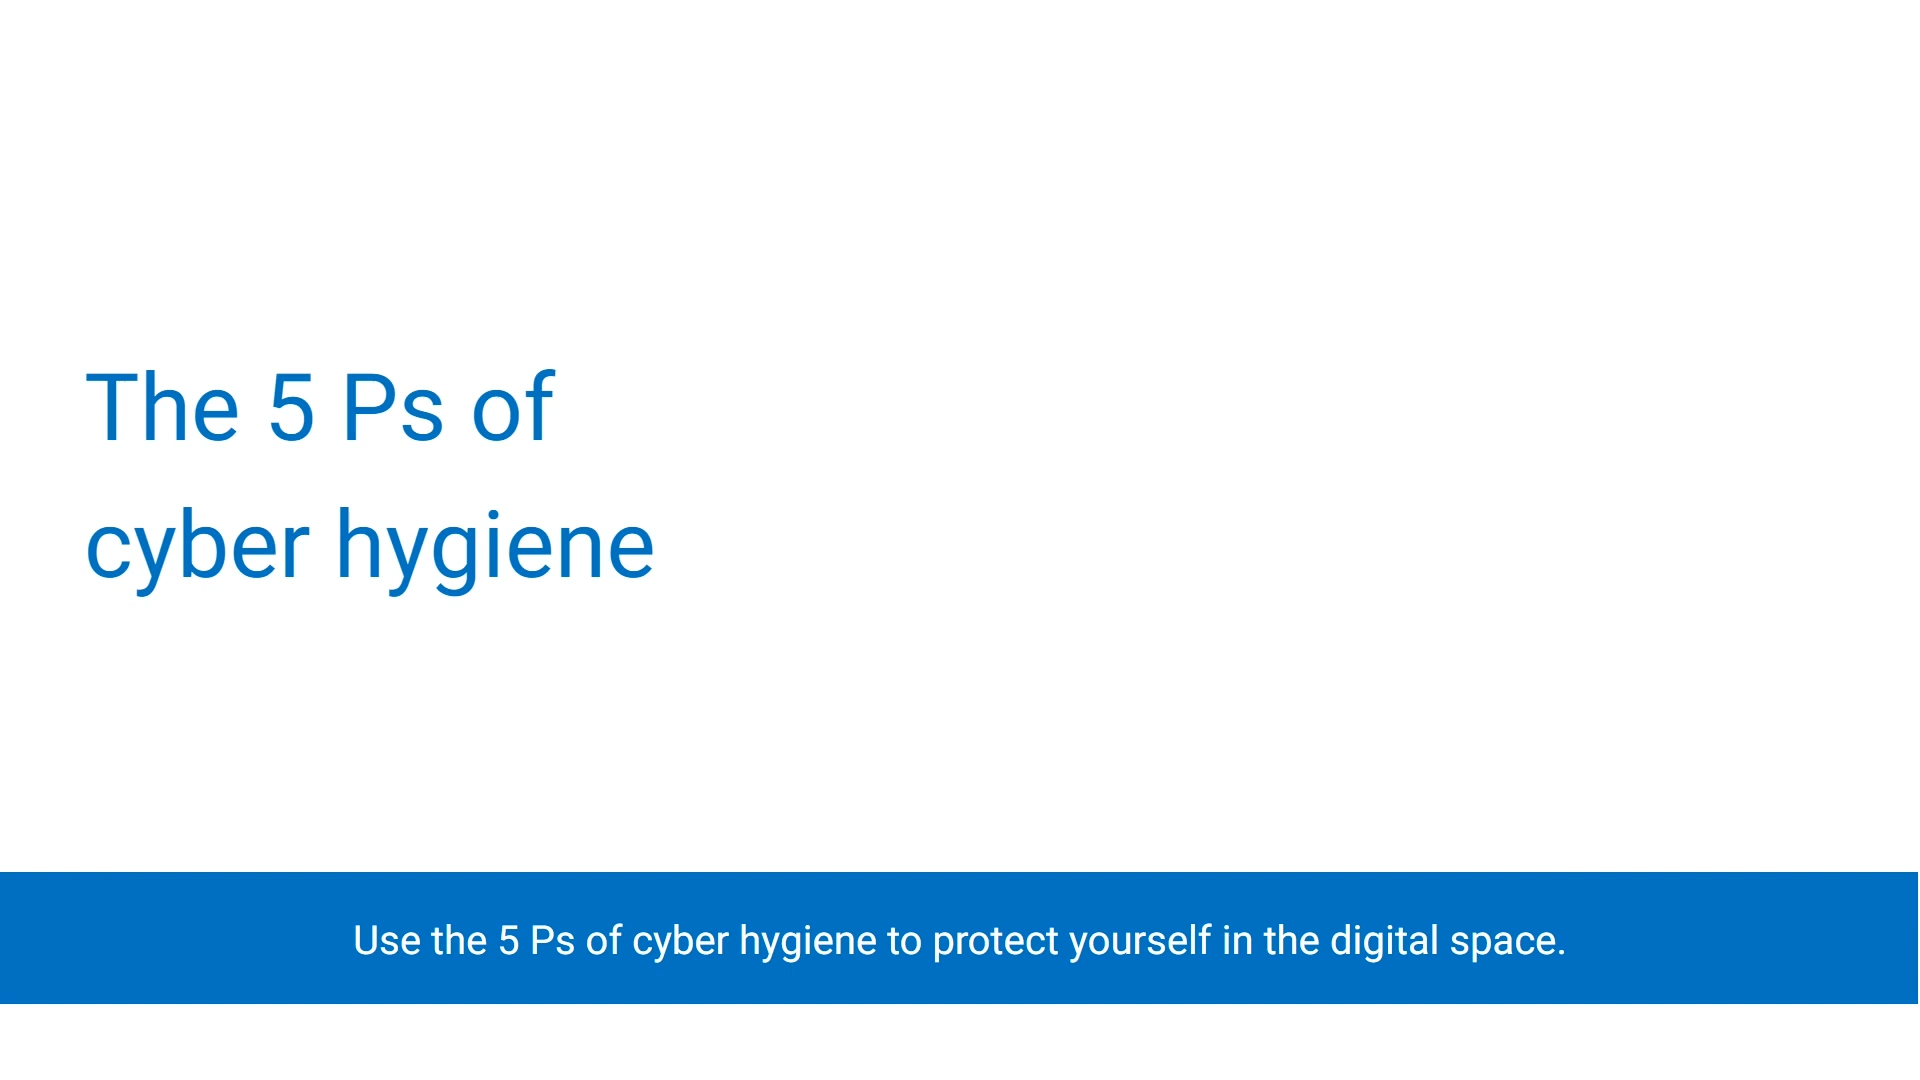 The 5 Ps of
cyber hygiene
Use the 5 Ps of cyber hygiene to protect yourself in the digital space.